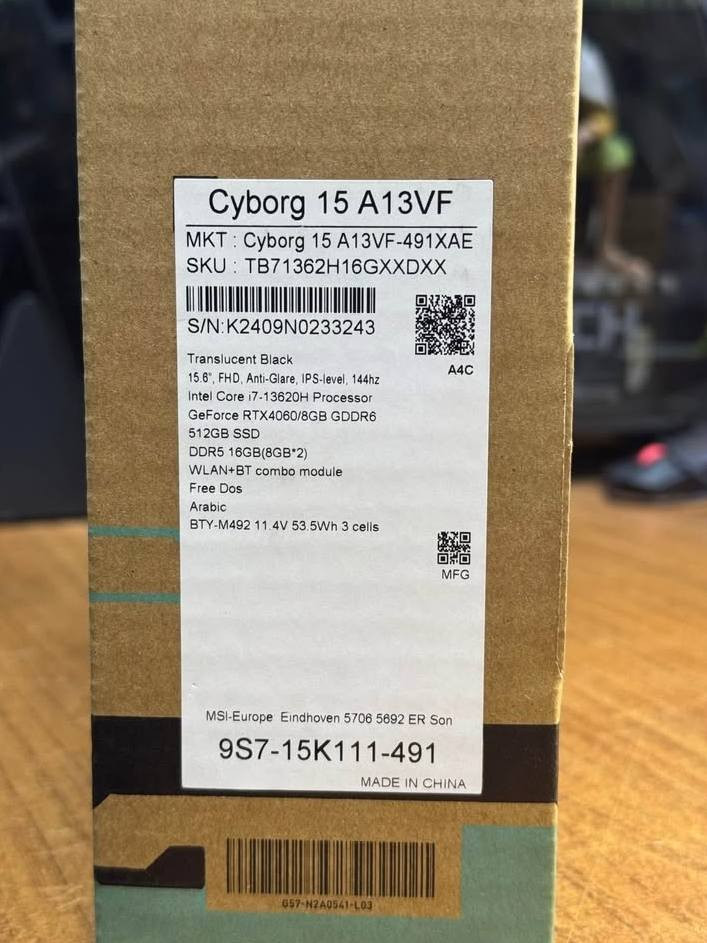 Cyborg 15 A13VF
MKT : Cyborg 15 A13VF-491XAE
SKU : TB71362H16GXXDXX
S/N:K2409N0233243
A4C
Translucent Black
15.6", FHD, Anti-Glare, IPS-level, 144hz
Intel Core i7-13620H Processor
GeForce RTX4060/8GB GDDR6
512GB SSD
DDR5 16GB(8GB*2)
WLAN+BT combo module
Free Dos
Arabic
BTY-M492 11.4V 53.5Wh 3 cells
MFG
MSI-Europe Eindhoven 5706 5692 ER Son
9S7-15K111-491
MADE IN CHINA
G57-N2A0541-L03